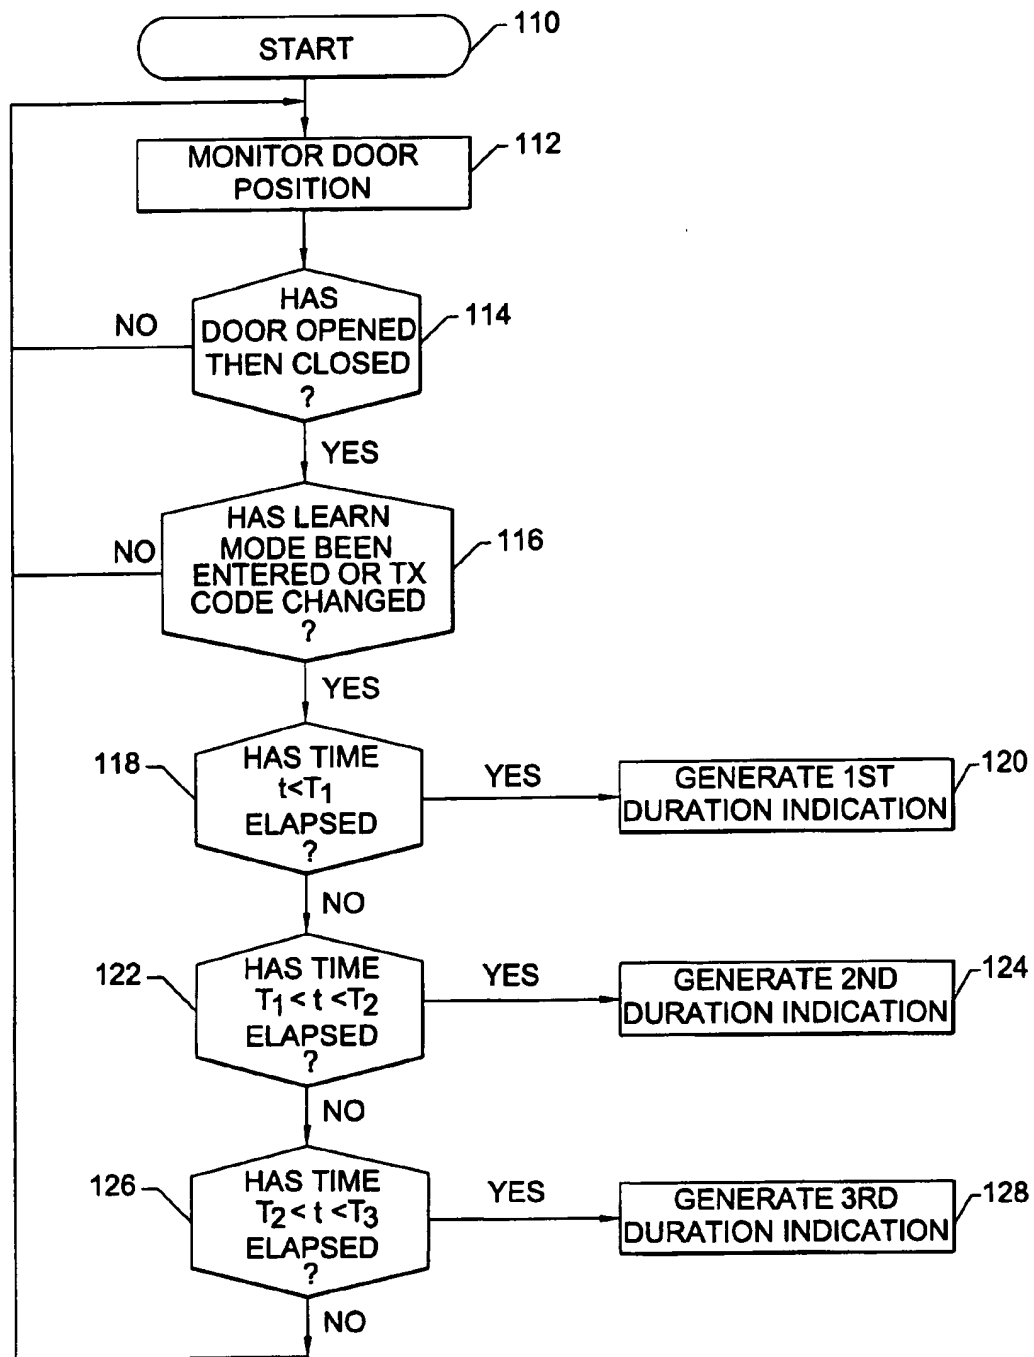 START
110
MONITOR DOOR
POSITION
112
HAS
DOOR OPENED
THEN CLOSED
?
114
NO
YES
HAS LEARN
MODE BEEN
ENTERED OR TX
CODE CHANGED
?
116
NO
YES
118
HAS TIME
t<T1
ELAPSED
?
YES
GENERATE 1ST
DURATION INDICATION
120
NO
122
HAS TIME
T1< t <T2
ELAPSED
?
YES
GENERATE 2ND
DURATION INDICATION
124
NO
126
HAS TIME
T2< t <T3
ELAPSED
?
YES
GENERATE 3RD
DURATION INDICATION
128
NO